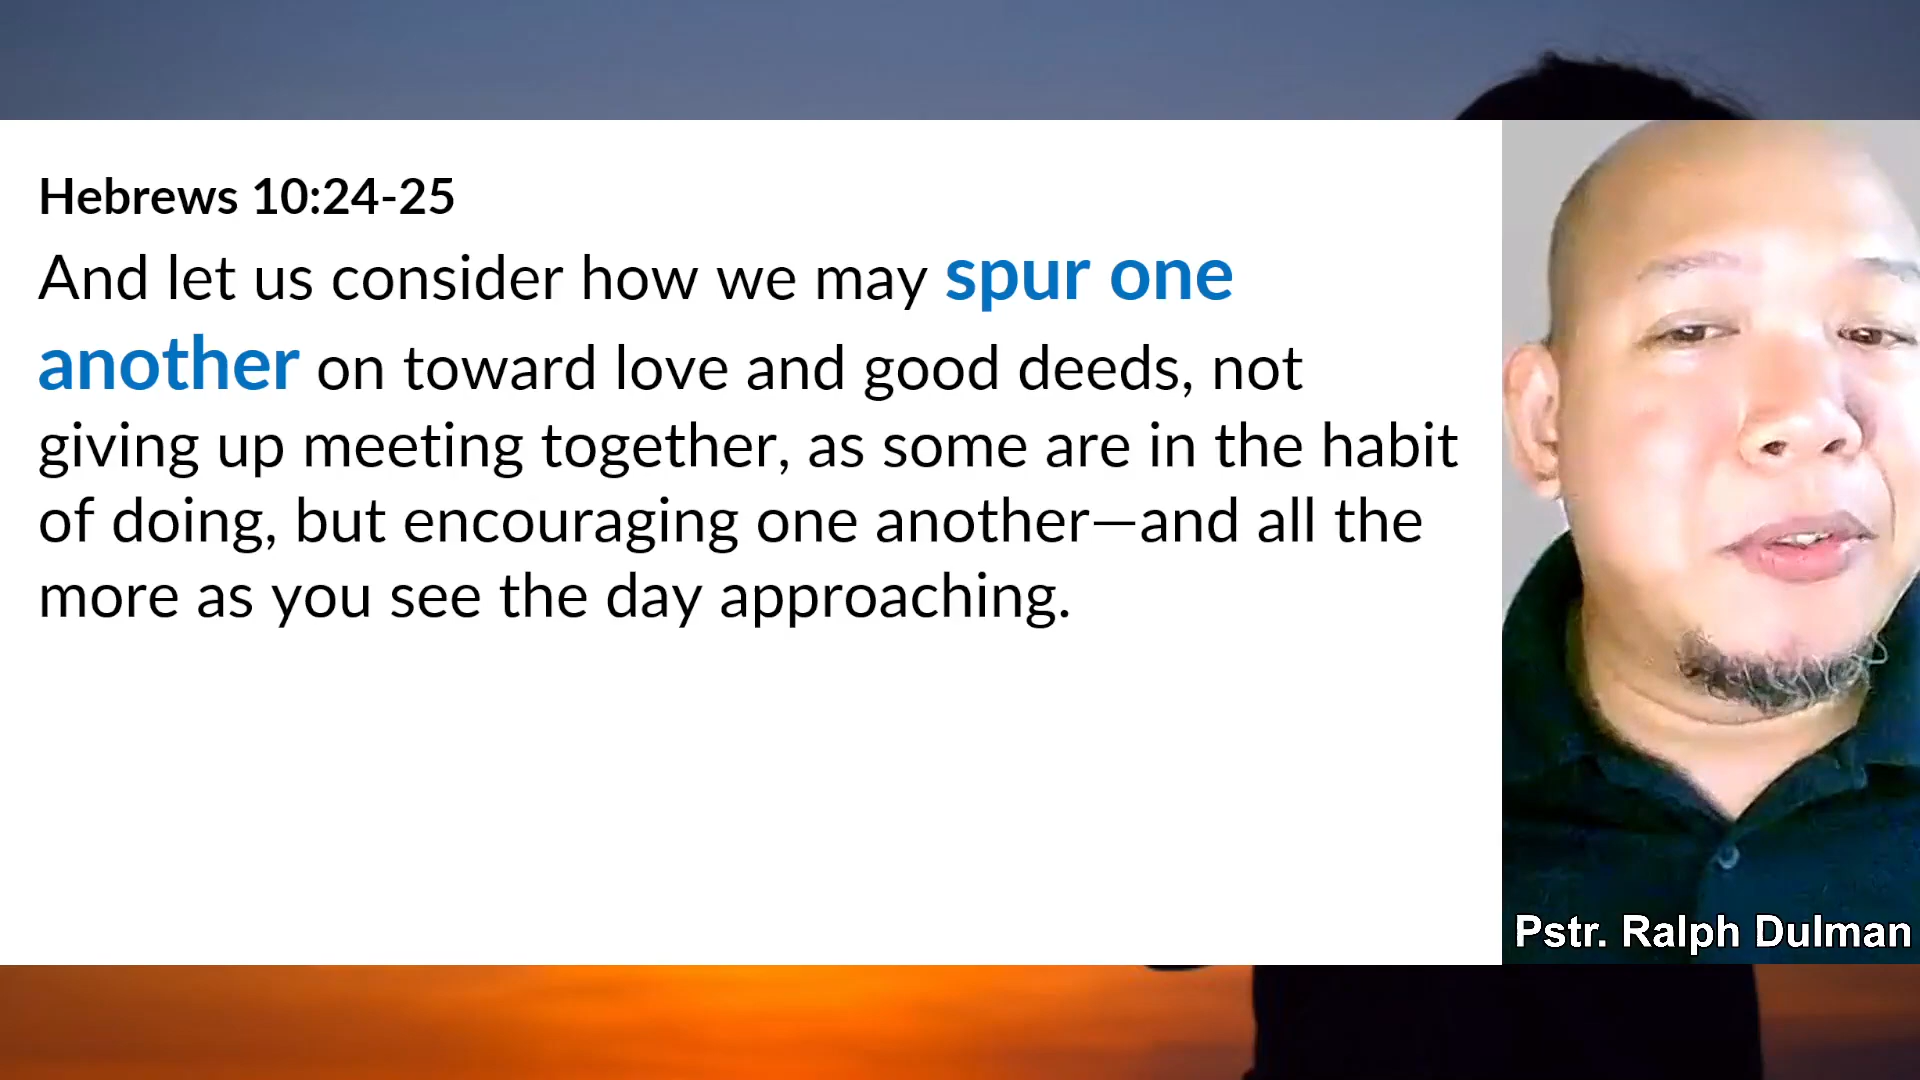 Hebrews 10:24-25
And let us consider how we may spur one
another on toward love and good deeds, not
giving up meeting together, as some are in the habit
of doing, but encouraging one another—and all the
more as you see the day approaching.
Pstr. Ralph Dulman